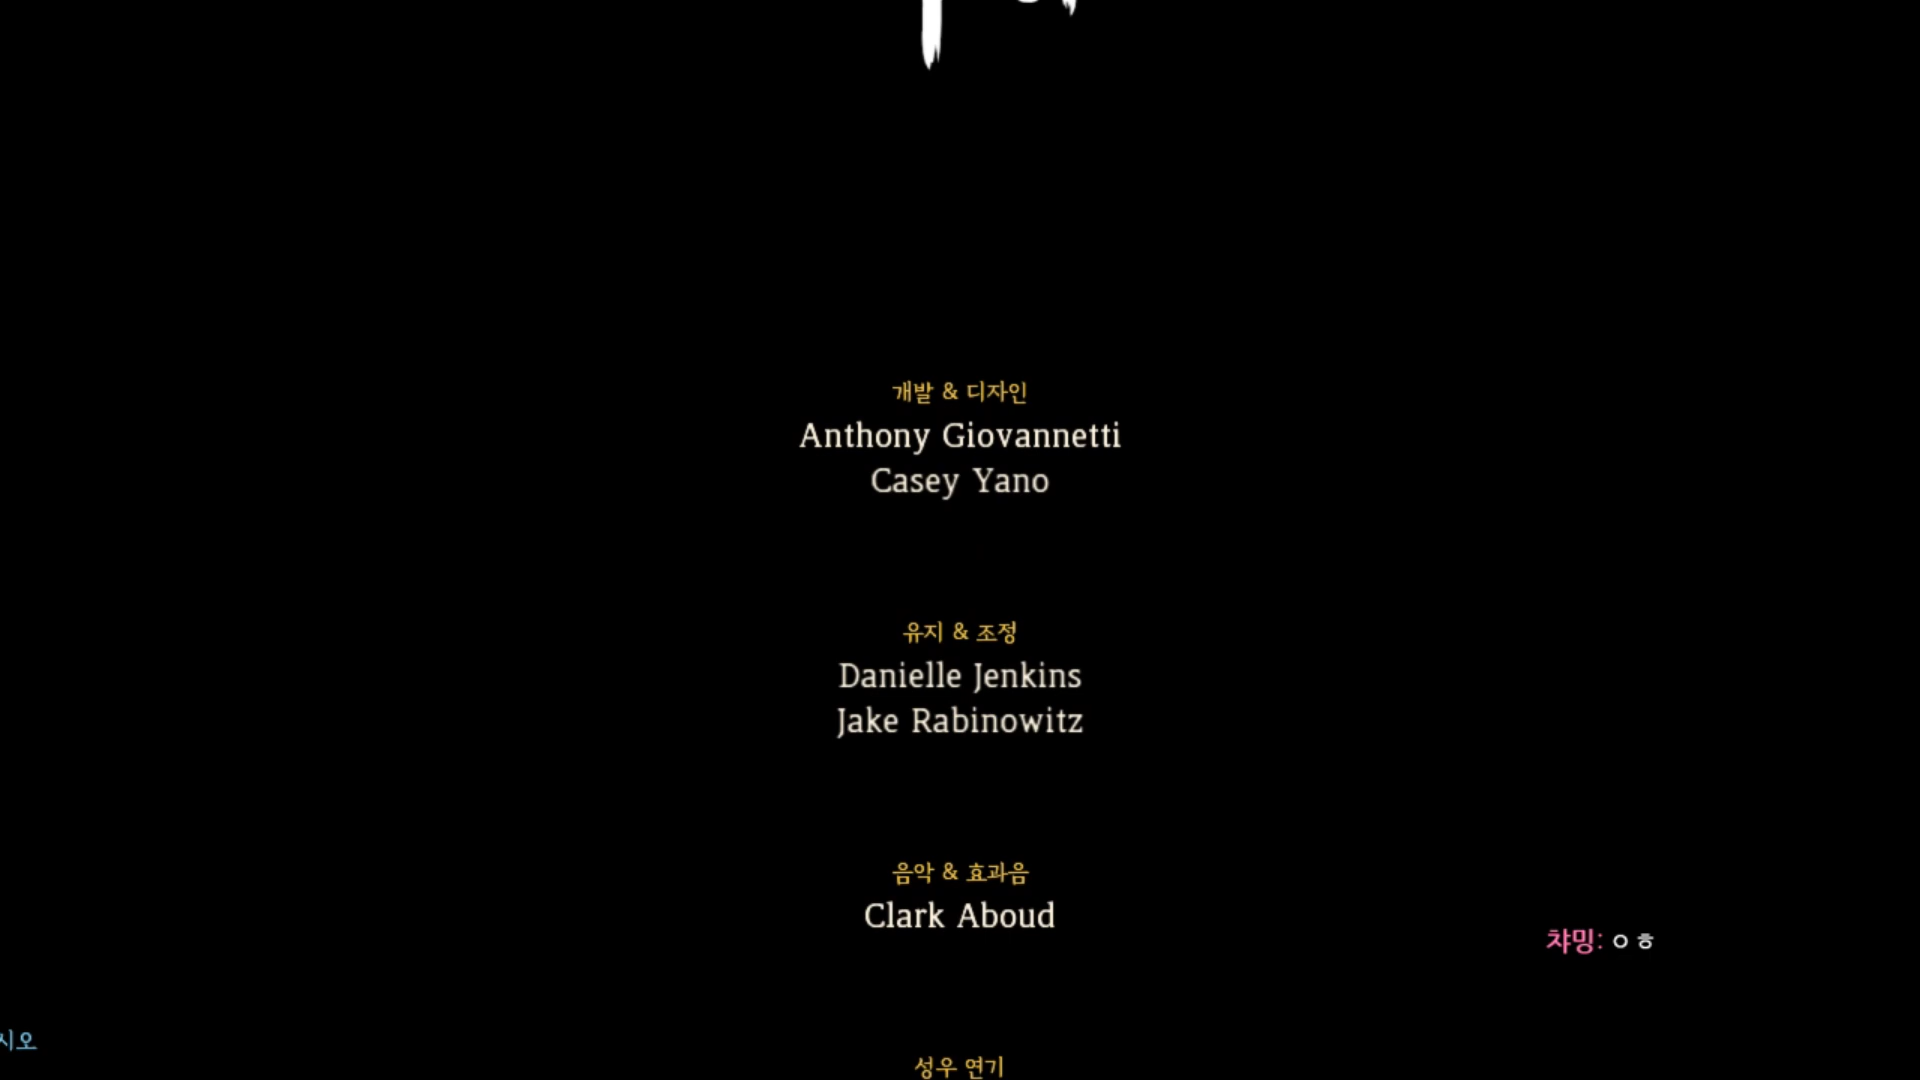 개발 & 디자인
Anthony Giovannetti
Casey Yano
유지 & 조정
Danielle Jenkins
Jake Rabinowitz
음악 & 효과음
Clark Aboud
챠밍: ㅇㅎ
시오
성우 연기